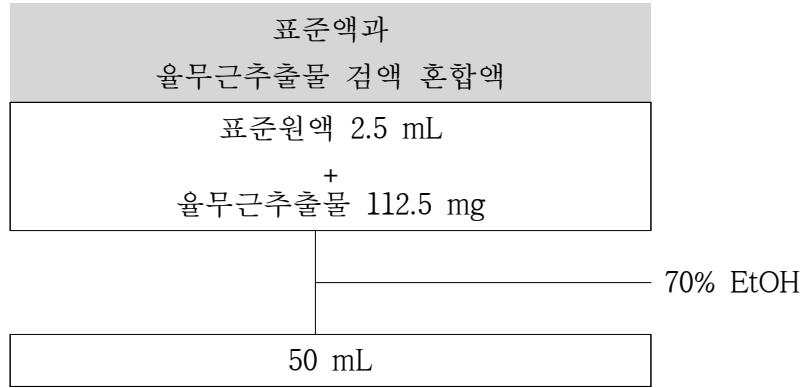 표준액과
율무근추출물 검액 혼합액
표준원액 2.5 mL
+
율무근추출물 112.5 mg
70% EtOH
50 mL